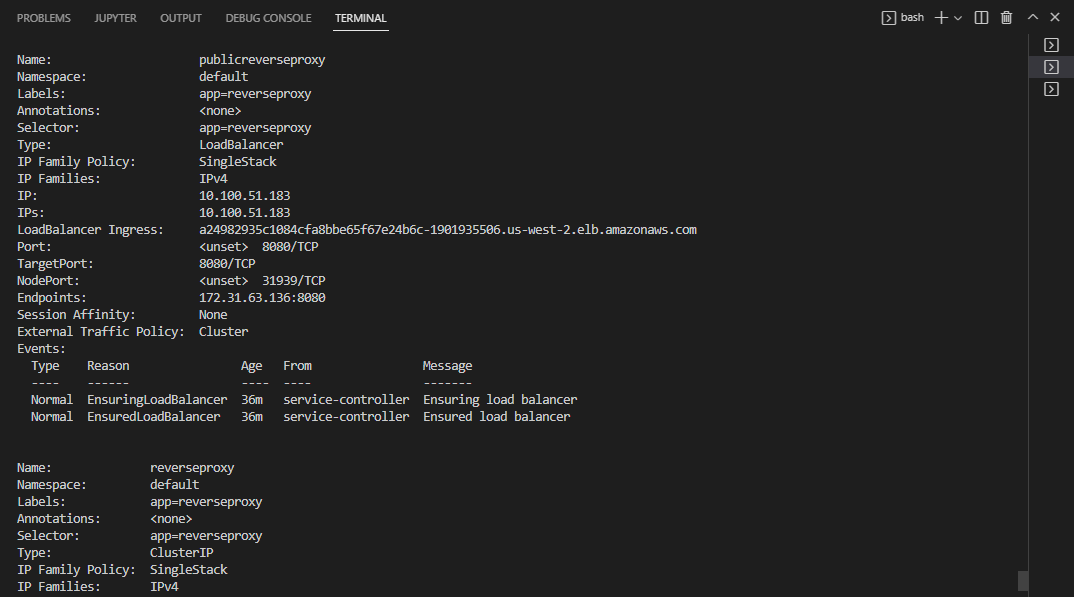 PROBLEMS JUPYTER OUTPUT DEBUG CONSOLE TERMINAL bash
Name: publicreverseproxy
Namespace: default
Labels: app=reverseproxy
Annotations: <none>
Selector: app=reverseproxy
Type: LoadBalancer
IP Family Policy: SingleStack
IP Families: IPv4
IP: 10.100.51.183
IPs: 10.100.51.183
LoadBalancer Ingress: a24982935c1084cfa8bbe65f67e24b6c-1901935506.us-west-2.elb.amazonaws.com
Port: <unset> 8080/TCP
TargetPort: 8080/TCP
NodePort: <unset> 31939/TCP
Endpoints: 172.31.63.136:8080
Session Affinity: None
External Traffic Policy: Cluster
Events:
Type Reason Age From Message
---- ------ ---- ---- -------
Normal EnsuringLoadBalancer 36m service-controller Ensuring load balancer
Normal EnsuredLoadBalancer 36m service-controller Ensured load balancer
Name: reverseproxy
Namespace: default
Labels: app=reverseproxy
Annotations: <none>
Selector: app=reverseproxy
Type: ClusterIP
IP Family Policy: SingleStack
IP Families: IPv4